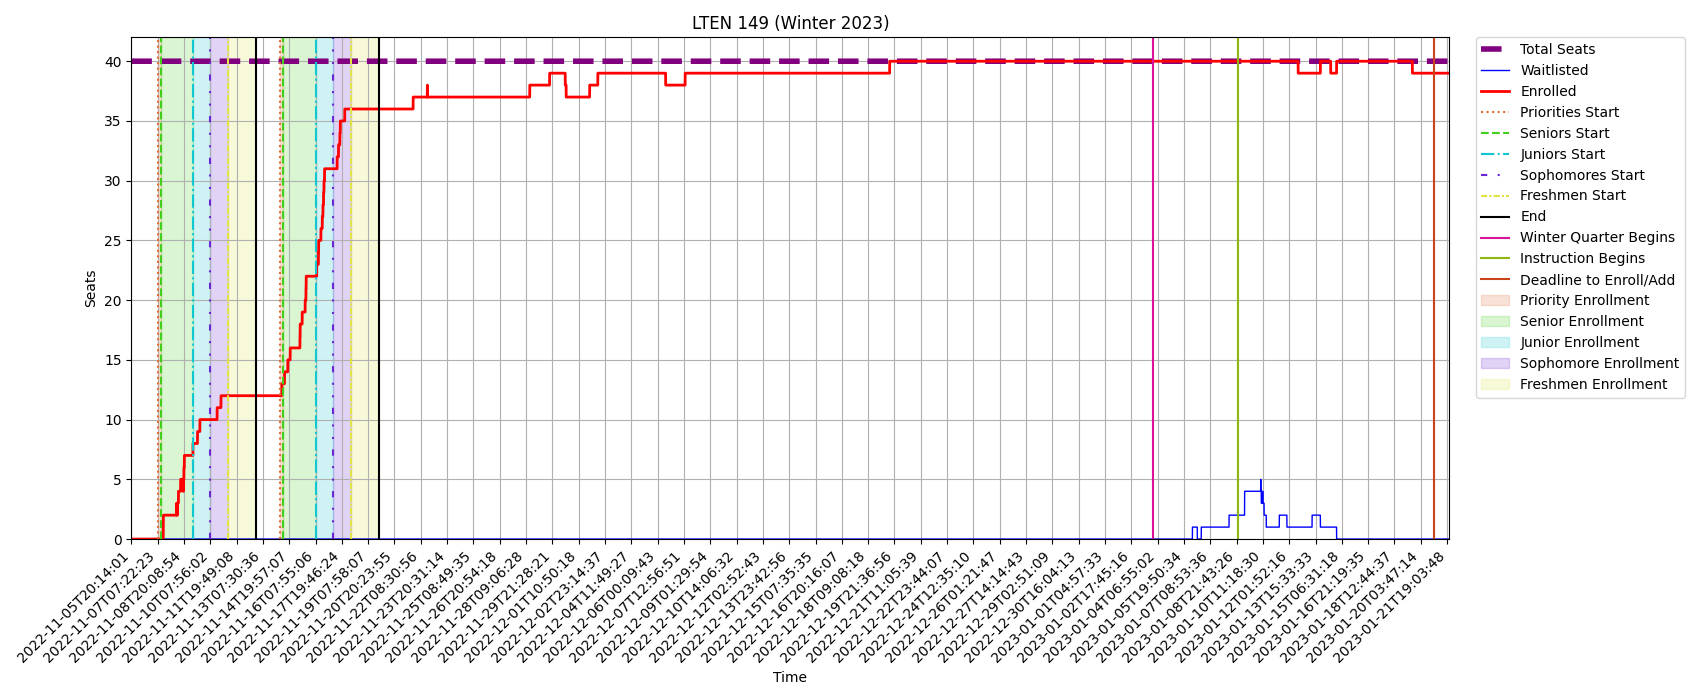 LTEN 149 (Winter 2023)
Seats
40
35
30
25
20
15
10
5
0
2022-11-05T20:14:01
2022-11-07T07:22:23
2022-11-08T20:08:54
2022-11-10T07:56:02
2022-11-11T19:49:08
2022-11-13T07:30:36
2022-11-14T19:57:07
2022-11-16T07:55:06
2022-11-17T19:46:24
2022-11-19T07:58:07
2022-11-20T20:23:55
2022-11-22T08:30:56
2022-11-23T20:31:14
2022-11-25T08:49:35
2022-11-26T20:54:18
2022-11-28T09:06:28
2022-11-29T21:28:21
2022-12-01T10:50:18
2022-12-02T23:14:37
2022-12-04T11:49:27
2022-12-06T00:09:43
2022-12-07T12:56:51
2022-12-09T01:29:54
2022-12-10T14:06:32
2022-12-12T02:52:43
2022-12-13T23:42:56
2022-12-15T07:35:35
2022-12-16T20:16:07
2022-12-18T09:08:18
2022-12-19T21:36:56
2022-12-21T11:05:39
2022-12-22T23:44:07
2022-12-24T12:35:10
2022-12-26T01:21:47
2022-12-27T14:14:43
2022-12-29T02:51:09
2022-12-30T16:04:13
2023-01-01T04:57:33
2023-01-02T17:45:16
2023-01-04T06:55:02
2023-01-05T19:50:34
2023-01-07T08:53:36
2023-01-08T21:43:26
2023-01-10T11:18:30
2023-01-12T01:52:16
2023-01-13T15:33:33
2023-01-15T06:31:18
2023-01-16T21:19:35
2023-01-18T12:44:37
2023-01-20T03:47:14
2023-01-21T19:03:48
Time
Total Seats
Waitlisted
Enrolled
Priorities Start
Seniors Start
Juniors Start
Sophomores Start
Freshmen Start
End
Winter Quarter Begins
Instruction Begins
Deadline to Enroll/Add
Priority Enrollment
Senior Enrollment
Junior Enrollment
Sophomore Enrollment
Freshmen Enrollment